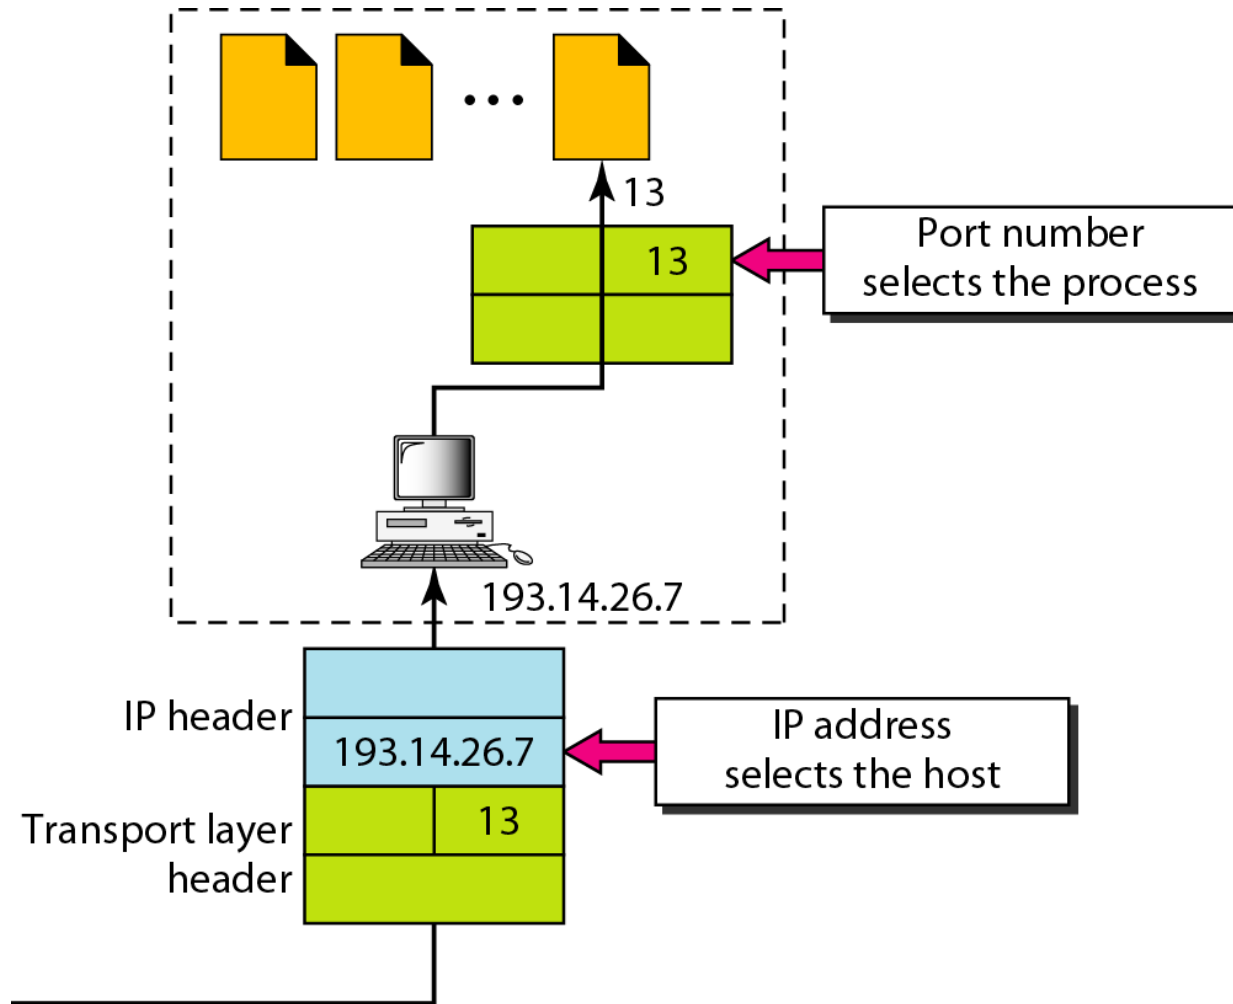 13
13
Port number
selects the process
193.14.26.7
IP header
193.14.26.7
IP address
selects the host
Transport layer
header
13